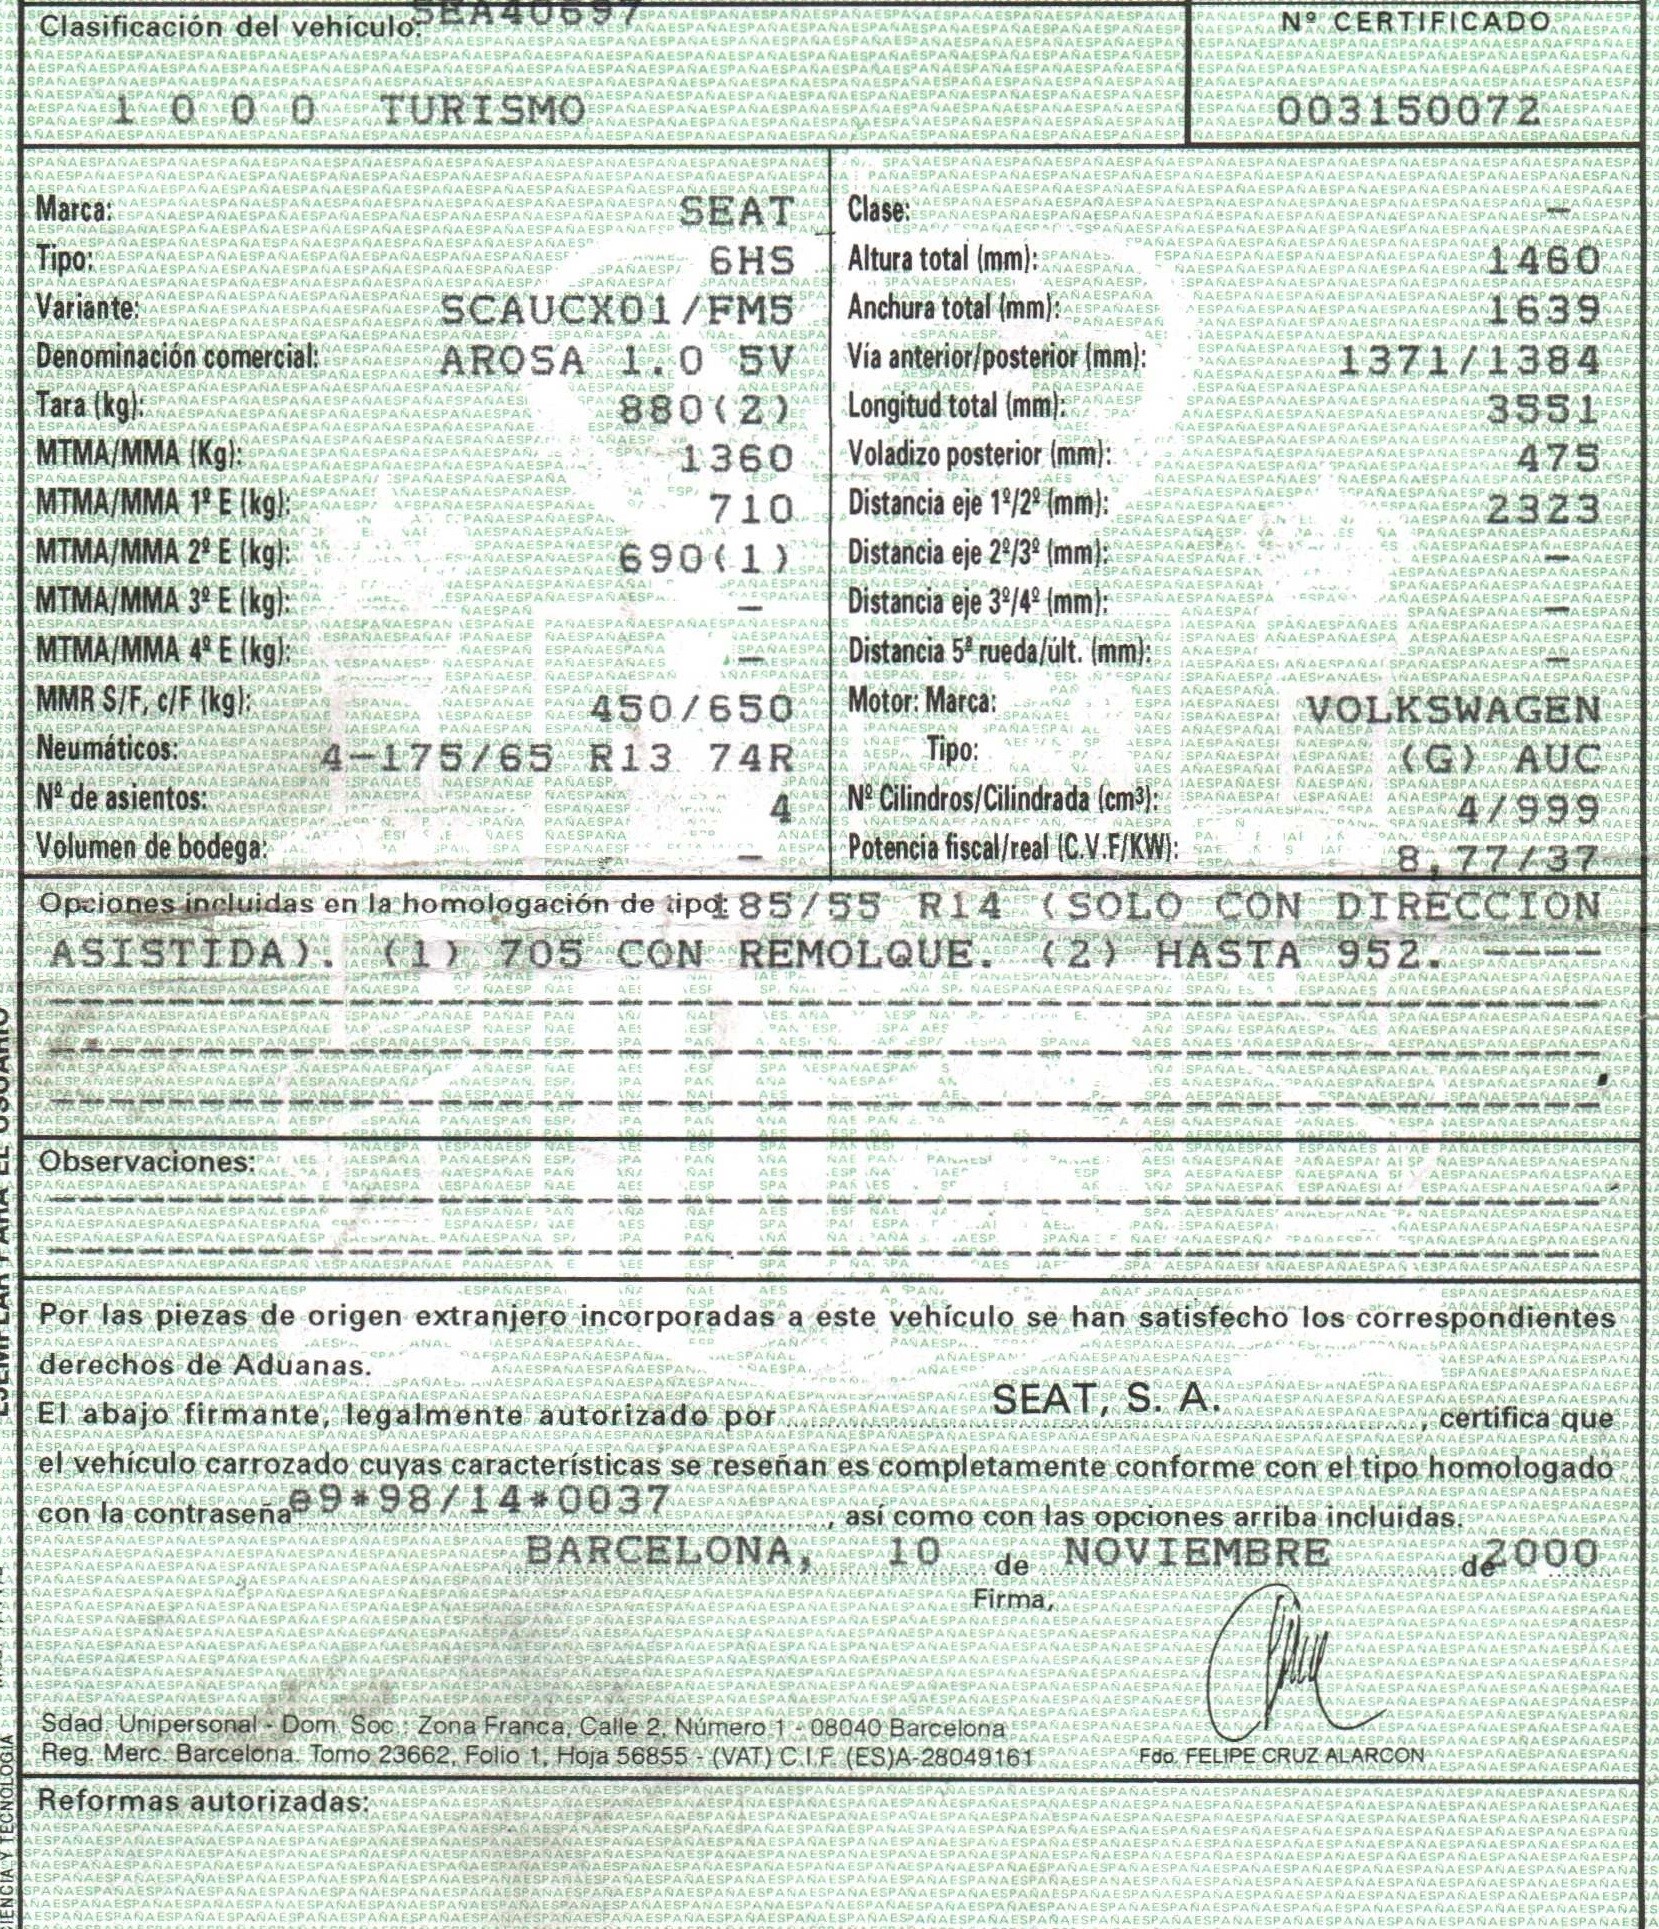 SEA40697
Clasificación del vehículo:
Nº CERTIFICADO
1 0 0 0 TURISMO
003150072
Marca: SEAT
Tipo: 6HS
Variante: SCAUCX01/FM5
Denominación comercial: AROSA 1.0 5V
Tara (kg): 880(2)
MTMA/MMA (Kg): 1360
MTMA/MMA 1º E (kg): 710
MTMA/MMA 2º E (kg): 690(1)
MTMA/MMA 3º E (kg): —
MTMA/MMA 4º E (kg): —
MMR S/F, c/F (kg): 450/650
Neumáticos: 4-175/65 R13 74R
Nº de asientos: 4
Volumen de bodega: —
Clase: —
Altura total (mm): 1460
Anchura total (mm): 1639
Vía anterior/posterior (mm): 1371/1384
Longitud total (mm): 3551
Voladizo posterior (mm): 475
Distancia eje 1º/2º (mm): 2323
Distancia eje 2º/3º (mm): —
Distancia eje 3º/4º (mm): —
Distancia 5ª rueda/últ. (mm): —
Motor: Marca: VOLKSWAGEN
Tipo: (G) AUC
Nº Cilindros/Cilindrada (cm³): 4/999
Potencia fiscal/real (C.V.F/KW): 8,77/37
Opciones incluidas en la homologación de tipo: 185/55 R14 (SOLO CON DIRECCION
ASISTIDA). (1) 705 CON REMOLQUE. (2) HASTA 952. ----
Observaciones:
Por las piezas de origen extranjero incorporadas a este vehículo se han satisfecho los correspondientes
derechos de Aduanas.
El abajo firmante, legalmente autorizado por SEAT, S. A., certifica que
el vehículo carrozado cuyas características se reseñan es completamente conforme con el tipo homologado
con la contraseña e9*98/14*0037, así como con las opciones arriba incluidas.
BARCELONA, 10 de NOVIEMBRE de 2000
Firma,
Sdad. Unipersonal - Dom. Soc.: Zona Franca, Calle 2, Número 1 - 08040 Barcelona
Reg. Merc. Barcelona. Tomo 23662, Folio 1, Hoja 56855 - (VAT) C.I.F. (ES)A-28049161
Fdo. FELIPE CRUZ ALARCON
Reformas autorizadas:
EJEMPLAR PARA EL USUARIO
CIENCIA Y TECNOLOGIA